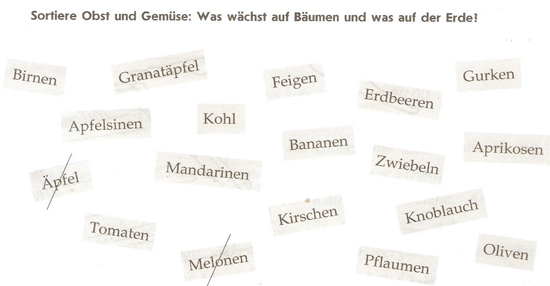 Sortiere Obst und Gemüse: Was wächst auf Bäumen und was auf der Erde?
Birnen
Granatäpfel
Feigen
Gurken
Erdbeeren
Apfelsinen
Kohl
Bananen
Aprikosen
Zwiebeln
Mandarinen
Äpfel
Kirschen
Knoblauch
Tomaten
Melonen
Pflaumen
Oliven